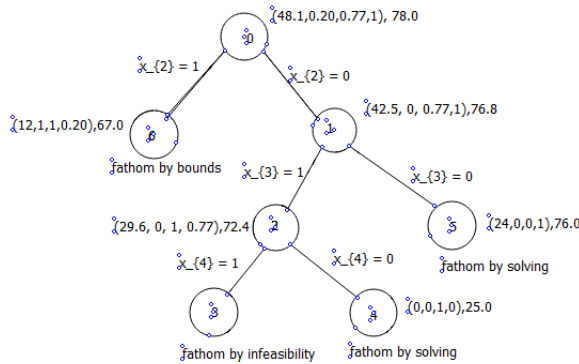 (48.1,0.20,0.77,1), 78.0
0
x_{2} = 1
x_{2} = 0
(12,1,1,0.20),67.0
6
fathom by bounds
(42.5, 0, 0.77,1),76.8
1
x_{3} = 1
x_{3} = 0
(29.6, 0, 1, 0.77),72.4
2
5
(24,0,0,1),76.0
fathom by solving
x_{4} = 1
x_{4} = 0
3
fathom by infeasibility
4
(0,0,1,0),25.0
fathom by solving